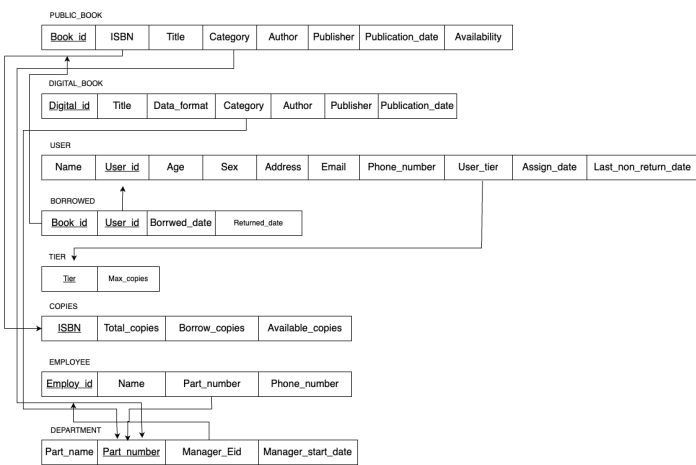 PUBLIC_BOOK
Book_id ISBN Title Category Author Publisher Publication_date Availability
DIGITAL_BOOK
Digital_id Title Data_format Category Author Publisher Publication_date
USER
Name User_id Age Sex Address Email Phone_number User_tier Assign_date Last_non_return_date
BORROWED
Book_id User_id Borrwed_date Returned_date
TIER
Tier Max_copies
COPIES
ISBN Total_copies Borrow_copies Available_copies
EMPLOYEE
Employ_id Name Part_number Phone_number
DEPARTMENT
Part_name Part_number Manager_Eid Manager_start_date